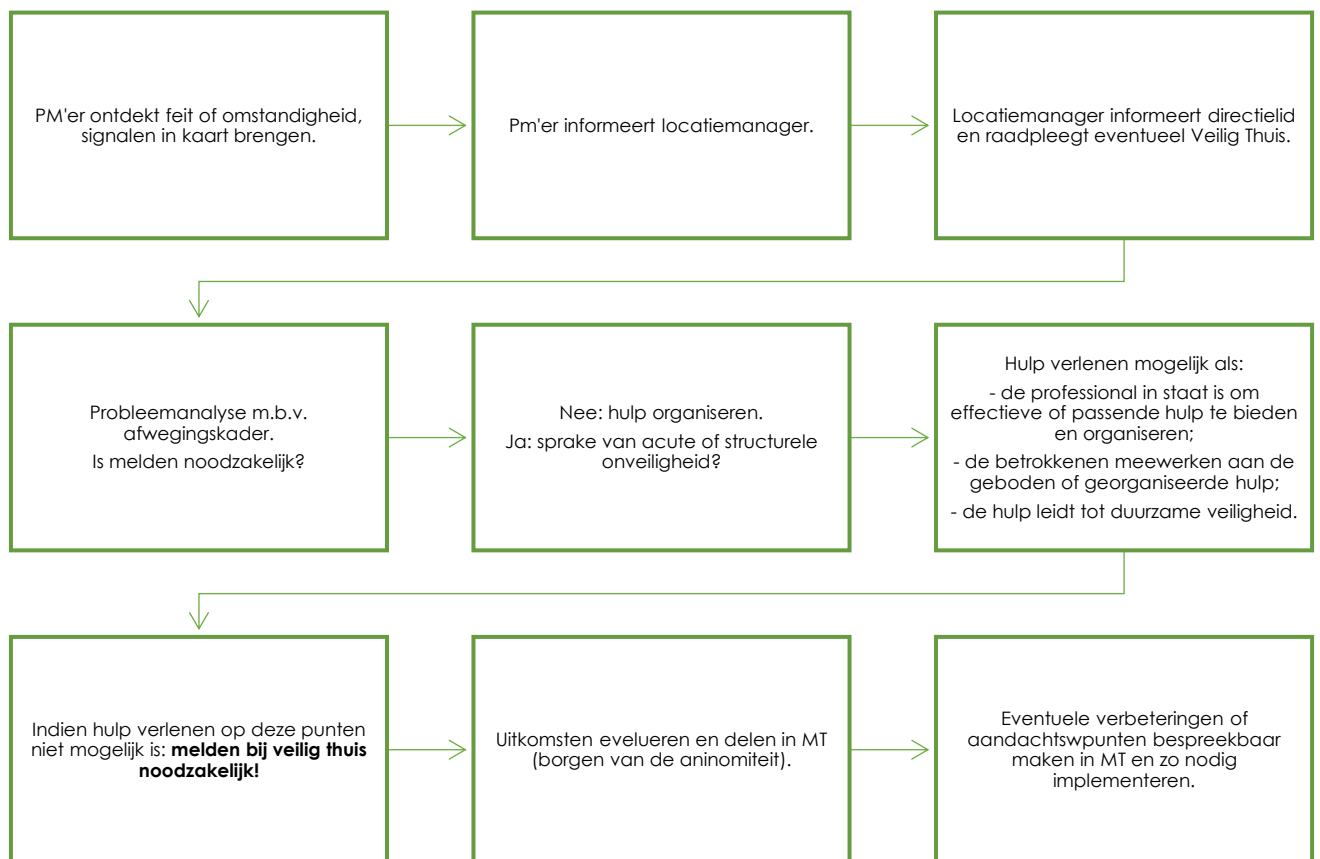 PM'er ontdekt feit of omstandigheid,
signalen in kaart brengen.
Pm'er informeert locatiemanager.
Locatiemanager informeert directielid
en raadpleegt eventueel Veilig Thuis.
Probleemanalyse m.b.v.
afwegingskader.
Is melden noodzakelijk?
Nee: hulp organiseren.
Ja: sprake van acute of structurele
onveiligheid?
Hulp verlenen mogelijk als:
- de professional in staat is om
effectieve of passende hulp te bieden
en organiseren;
- de betrokkenen meewerken aan de
geboden of georganiseerde hulp;
- de hulp leidt tot duurzame veiligheid.
Indien hulp verlenen op deze punten
niet mogelijk is: melden bij veilig thuis
noodzakelijk!
Uitkomsten evelueren en delen in MT
(borgen van de aninomiteit).
Eventuele verbeteringen of
aandachtswpunten bespreekbaar
maken in MT en zo nodig
implementeren.